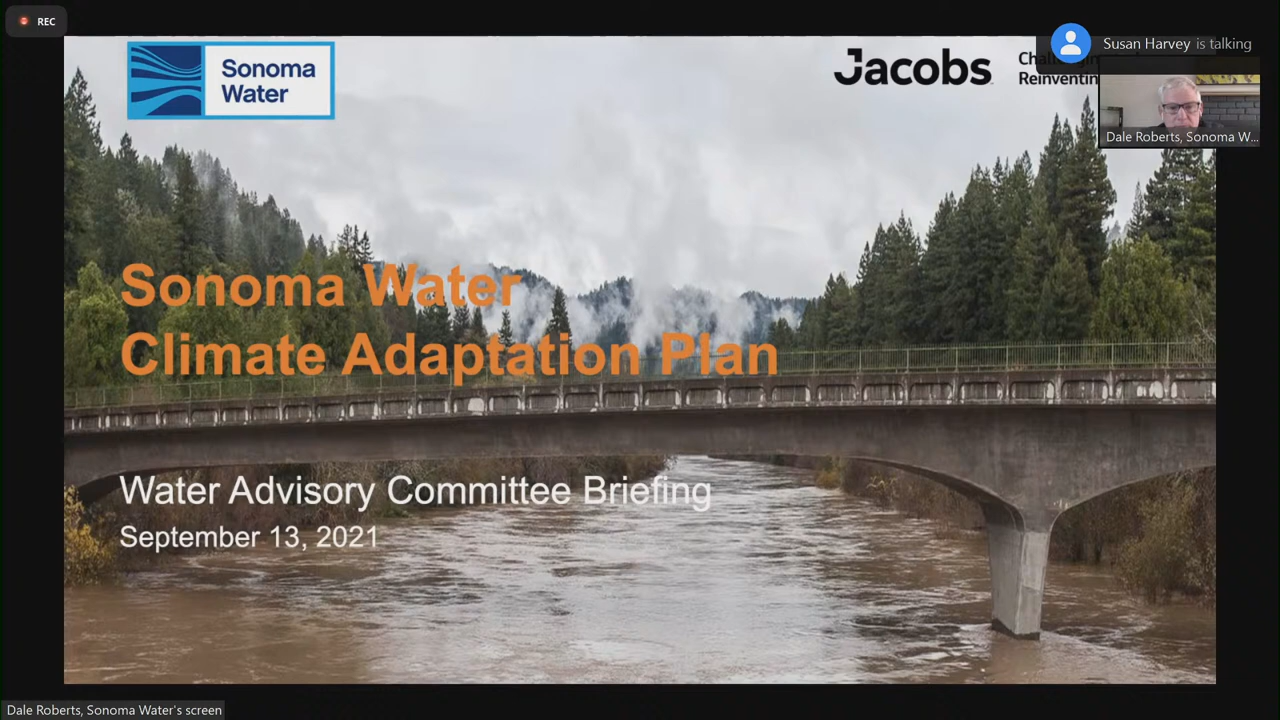 REC
Sonoma
Water
Jacobs
Reinventin
Susan Harvey is talking
Dale Roberts, Sonoma W...
Sonoma Water
Climate Adaptation Plan
Water Advisory Committee Briefing
September 13, 2021
Dale Roberts, Sonoma Water's screen